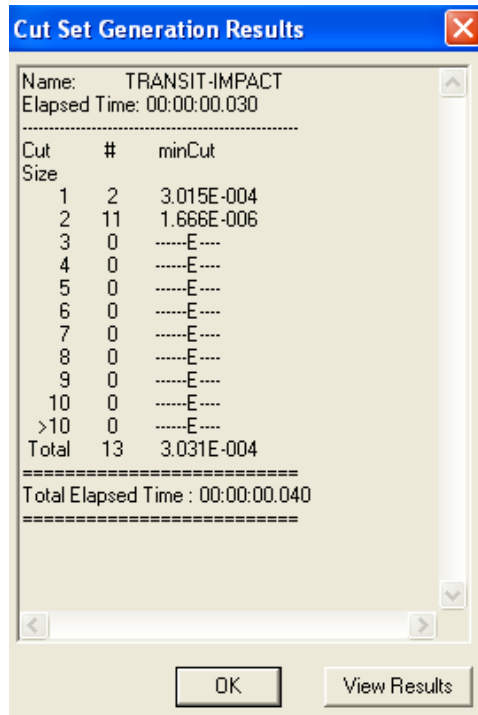 Cut Set Generation Results
Name: TRANSIT-IMPACT
Elapsed Time: 00:00:00.030
--------------------------------------------------
Cut # minCut
Size
1 2 3.015E-004
2 11 1.666E-006
3 0 ------E----
4 0 ------E----
5 0 ------E----
6 0 ------E----
7 0 ------E----
8 0 ------E----
9 0 ------E----
10 0 ------E----
>10 0 ------E----
Total 13 3.031E-004
===========================
Total Elapsed Time : 00:00:00.040
===========================
OK View Results